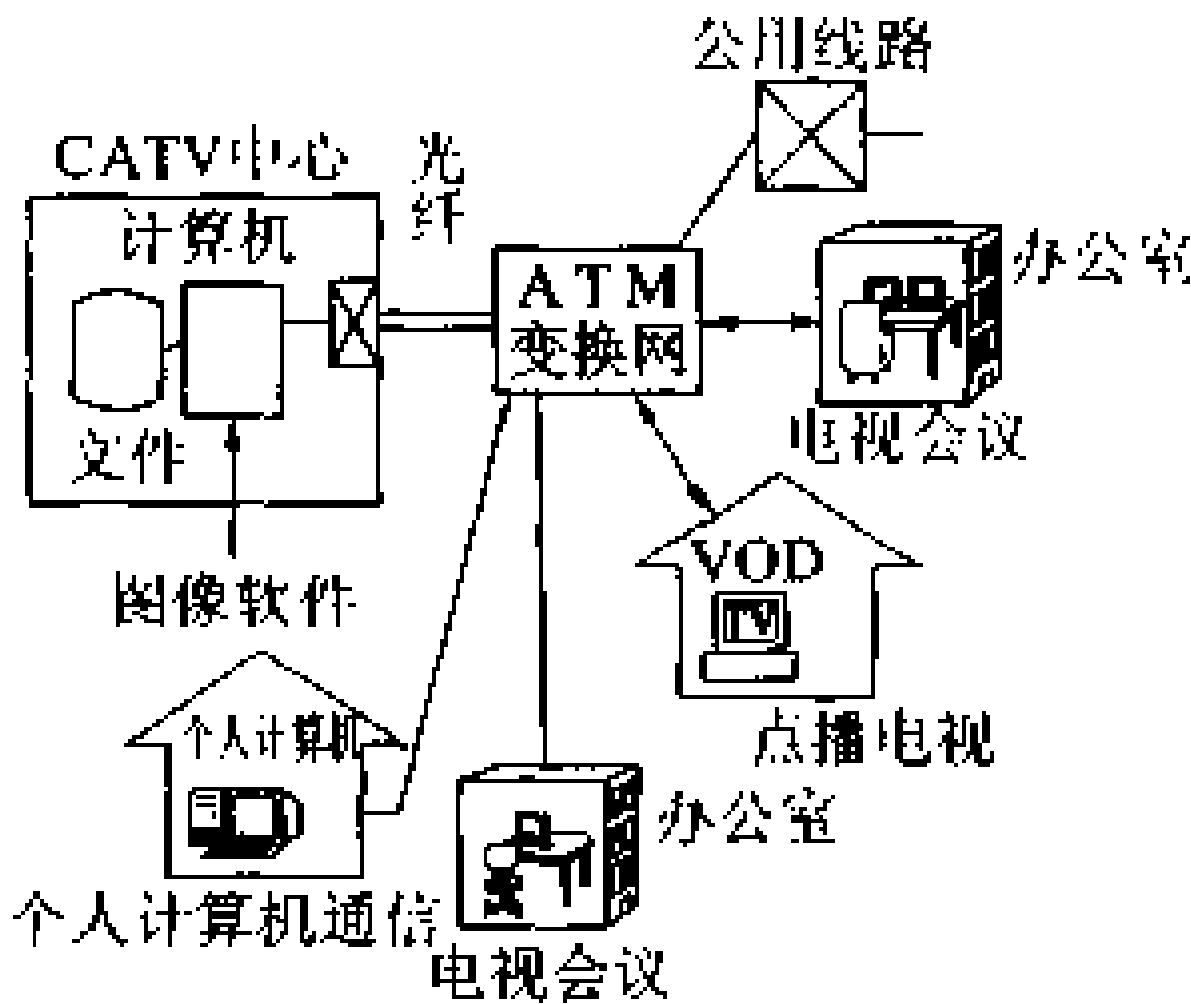 公用线路
CATV中心
光纤
计算机
ATM
变换网
办公室
文件
电视会议
图像软件
VOD
TV
个人计算机
点播电视
办公室
个人计算机通信
电视会议